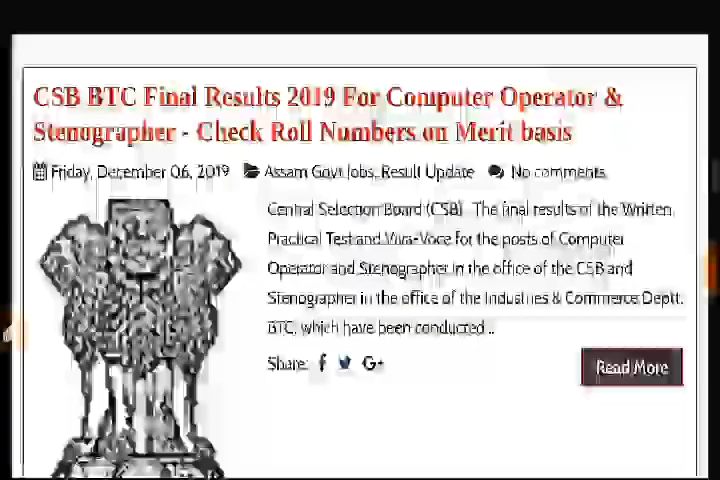 CSB BTC Final Results 2019 For Computer Operator &
Stenographer - Check Roll Numbers on Merit basis
Friday, December 06, 2019 Assam Govt Jobs, Result Update No comments
Central Selection Board (CSB) The final results of the Written,
Practical Test and Viva-Voce for the posts of Computer
Operator and Stenographer in the office of the CSB and
Stenographer in the office of the Industries & Commerce Deptt.
BTC, which have been conducted ..
Share: f G+
Read More